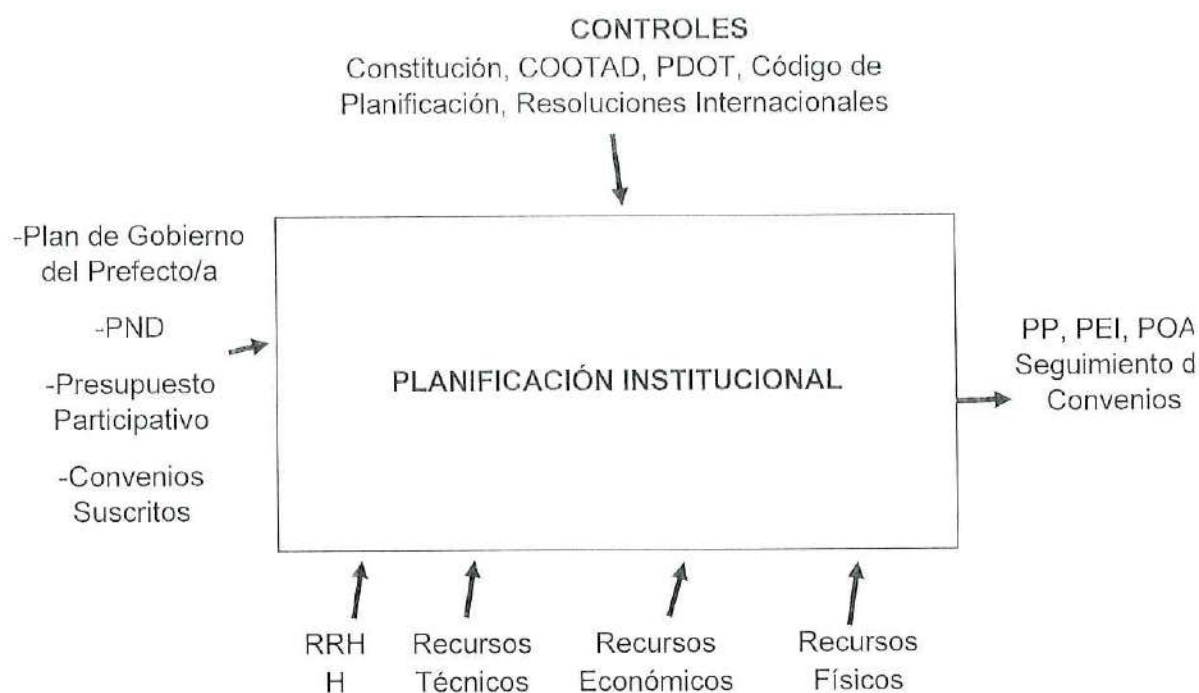 CONTROLES
Constitución, COOTAD, PDOT, Código de
Planificación, Resoluciones Internacionales
-Plan de Gobierno
del Prefecto/a
-PND
-Presupuesto
Participativo
-Convenios
Suscritos
PLANIFICACIÓN INSTITUCIONAL
PP, PEI, POA
Seguimiento d
Convenios
RRH
H
Recursos
Técnicos
Recursos
Económicos
Recursos
Físicos